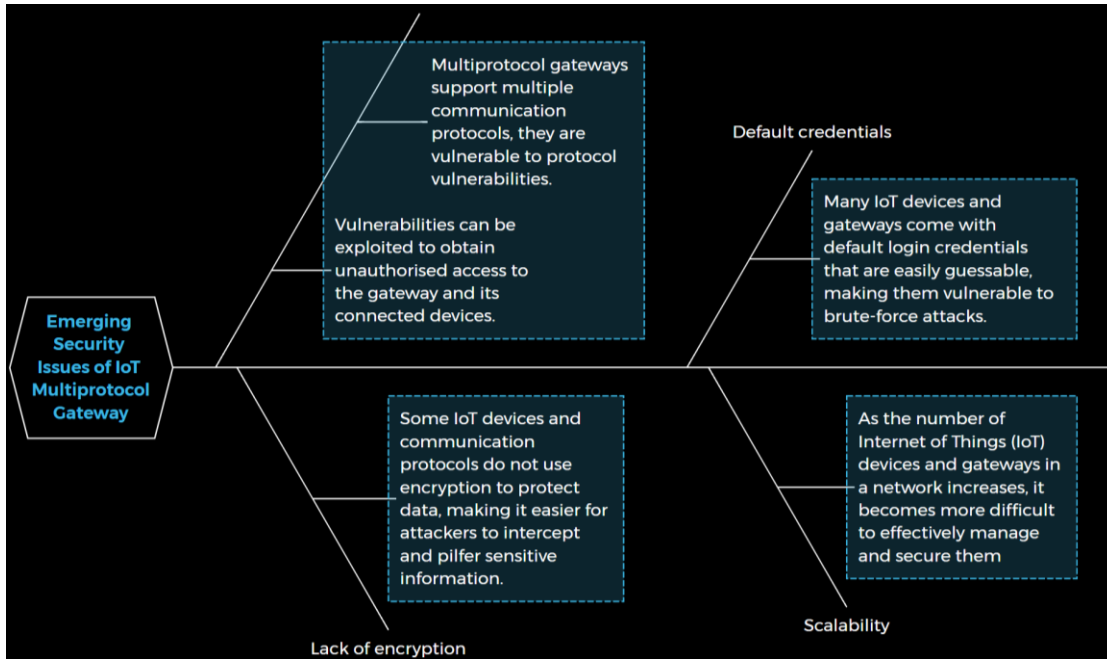 Multiprotocol gateways
support multiple
communication
protocols, they are
vulnerable to protocol
vulnerabilities.
Vulnerabilities can be
exploited to obtain
unauthorised access to
the gateway and its
connected devices.
Default credentials
Many IoT devices and
gateways come with
default login credentials
that are easily guessable,
making them vulnerable to
brute-force attacks.
Emerging
Security
Issues of IoT
Multiprotocol
Gateway
Some IoT devices and
communication
protocols do not use
encryption to protect
data, making it easier for
attackers to intercept
and pilfer sensitive
information.
Lack of encryption
As the number of
Internet of Things (IoT)
devices and gateways in
a network increases, it
becomes more difficult
to effectively manage
and secure them
Scalability